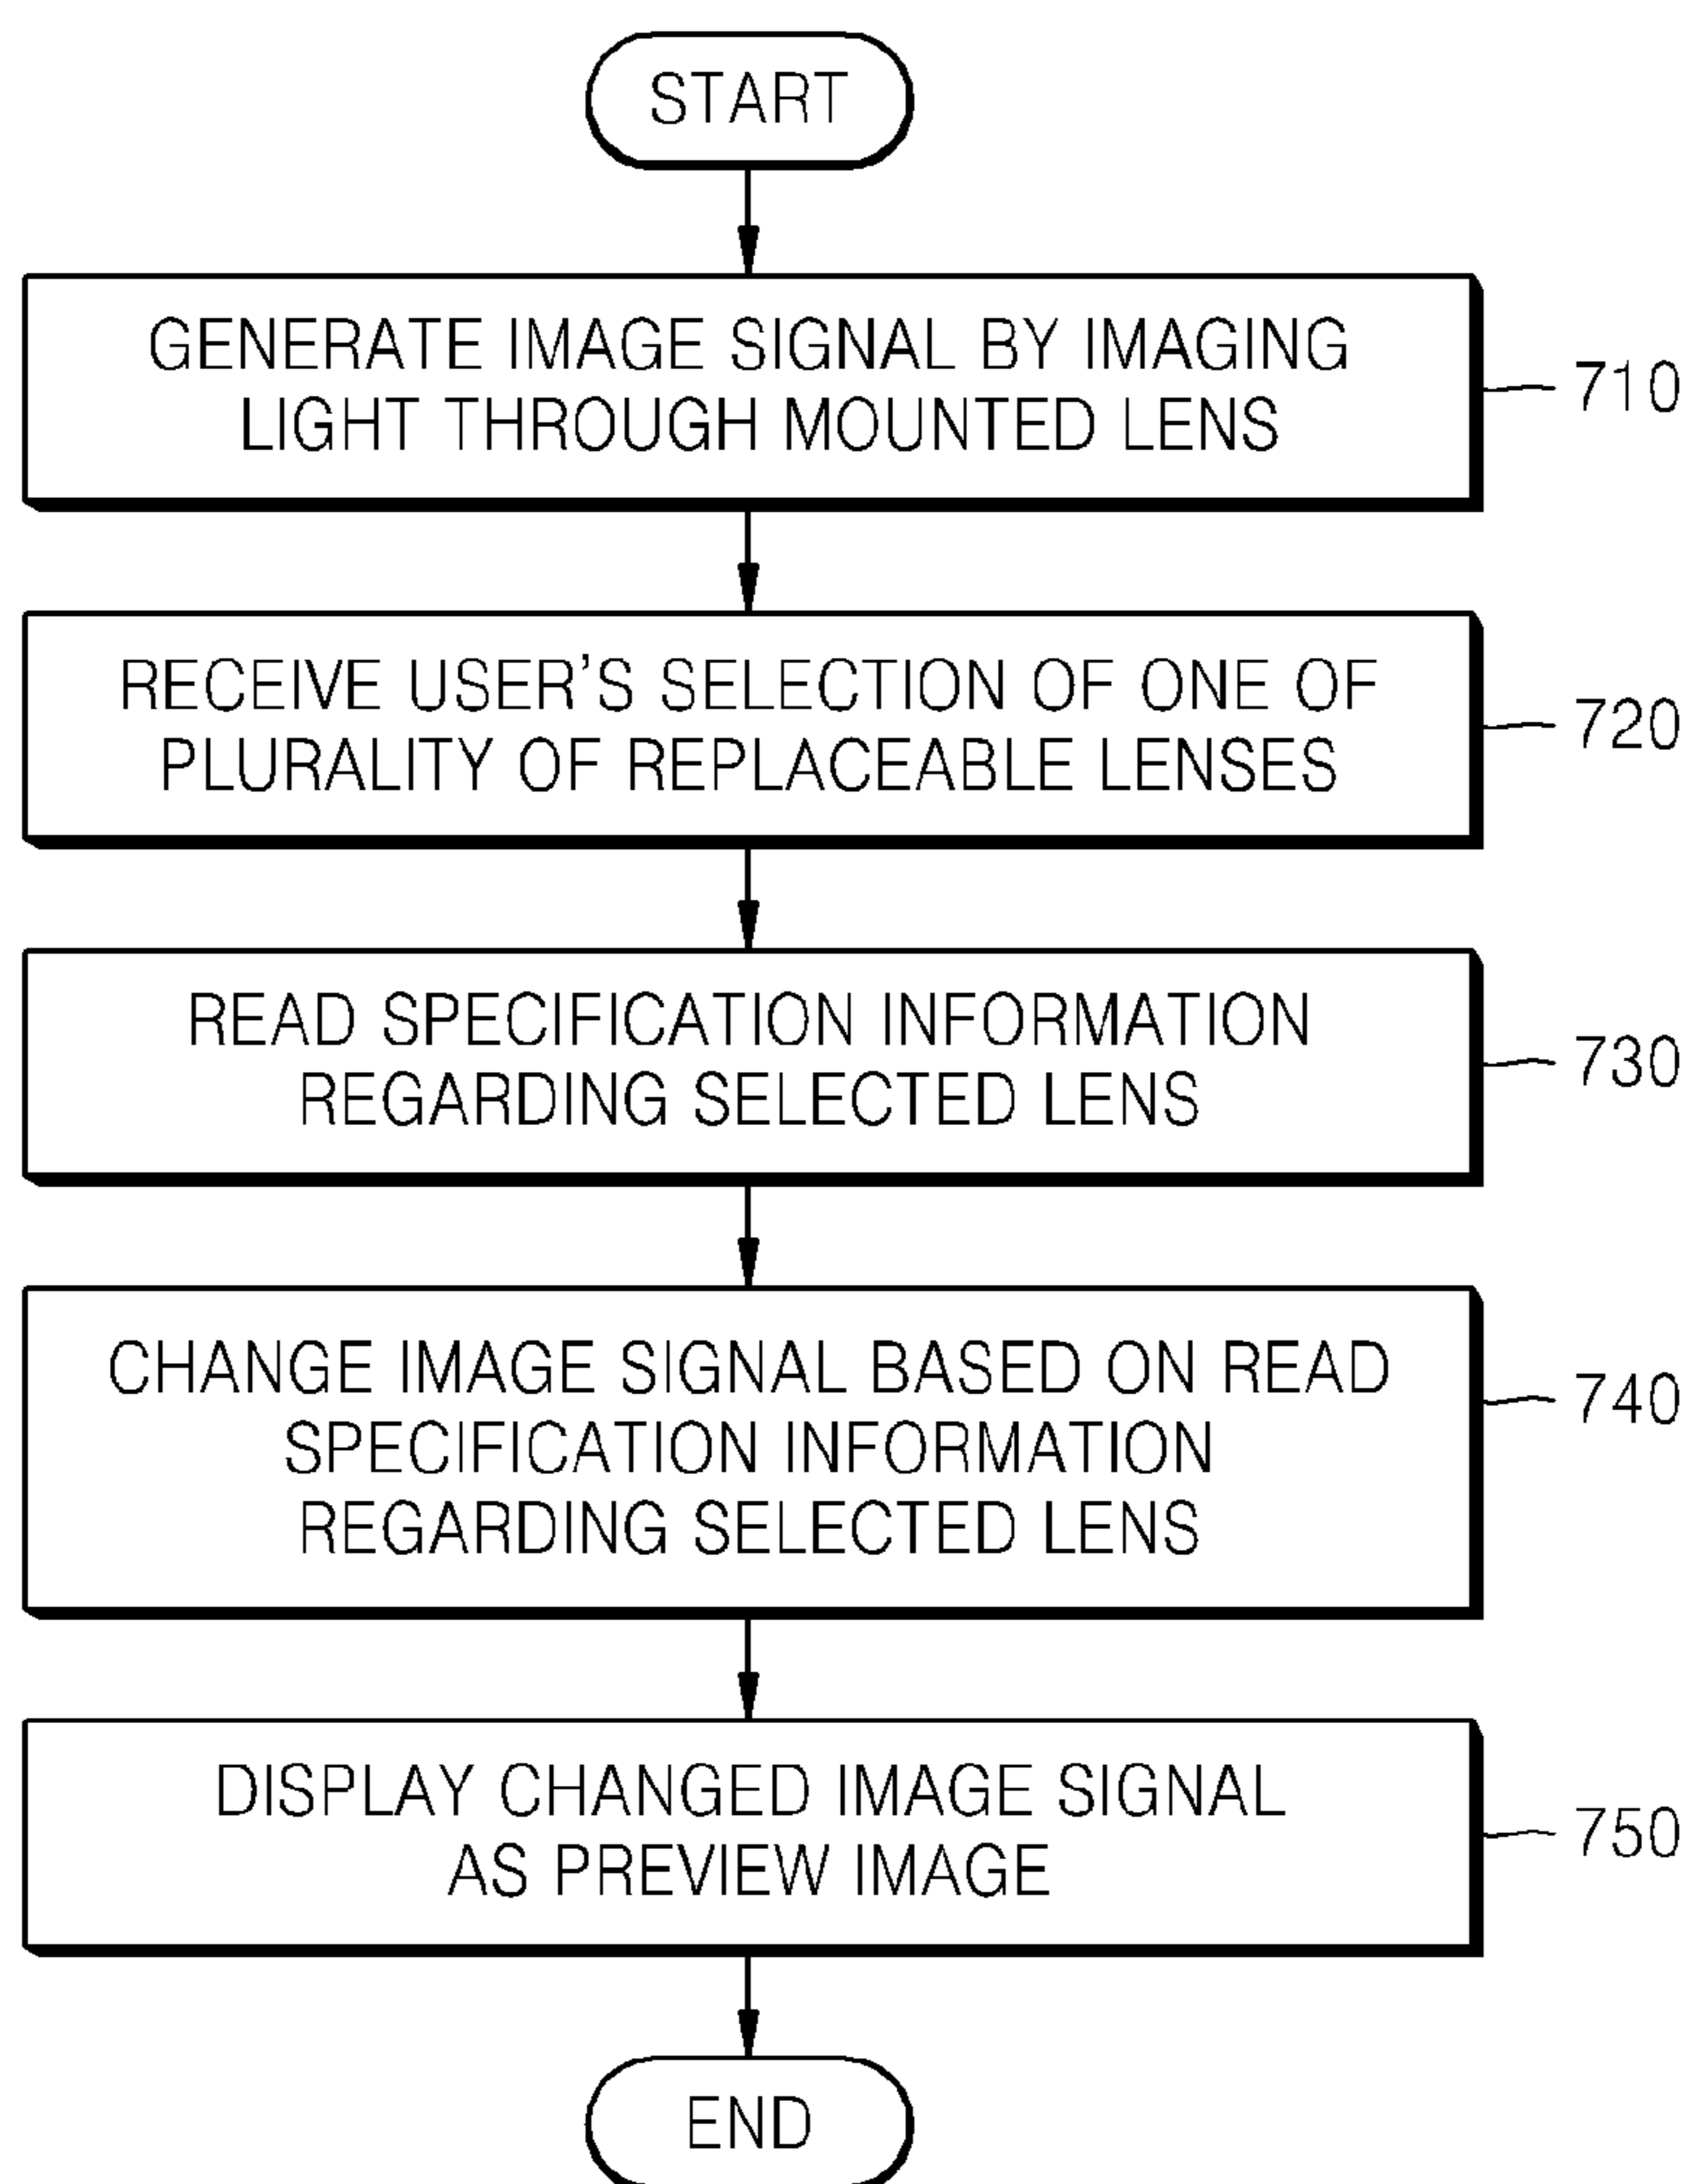 START
GENERATE IMAGE SIGNAL BY IMAGING
LIGHT THROUGH MOUNTED LENS
710
RECEIVE USER'S SELECTION OF ONE OF
PLURALITY OF REPLACEABLE LENSES
720
READ SPECIFICATION INFORMATION
REGARDING SELECTED LENS
730
CHANGE IMAGE SIGNAL BASED ON READ
SPECIFICATION INFORMATION
REGARDING SELECTED LENS
740
DISPLAY CHANGED IMAGE SIGNAL
AS PREVIEW IMAGE
750
END